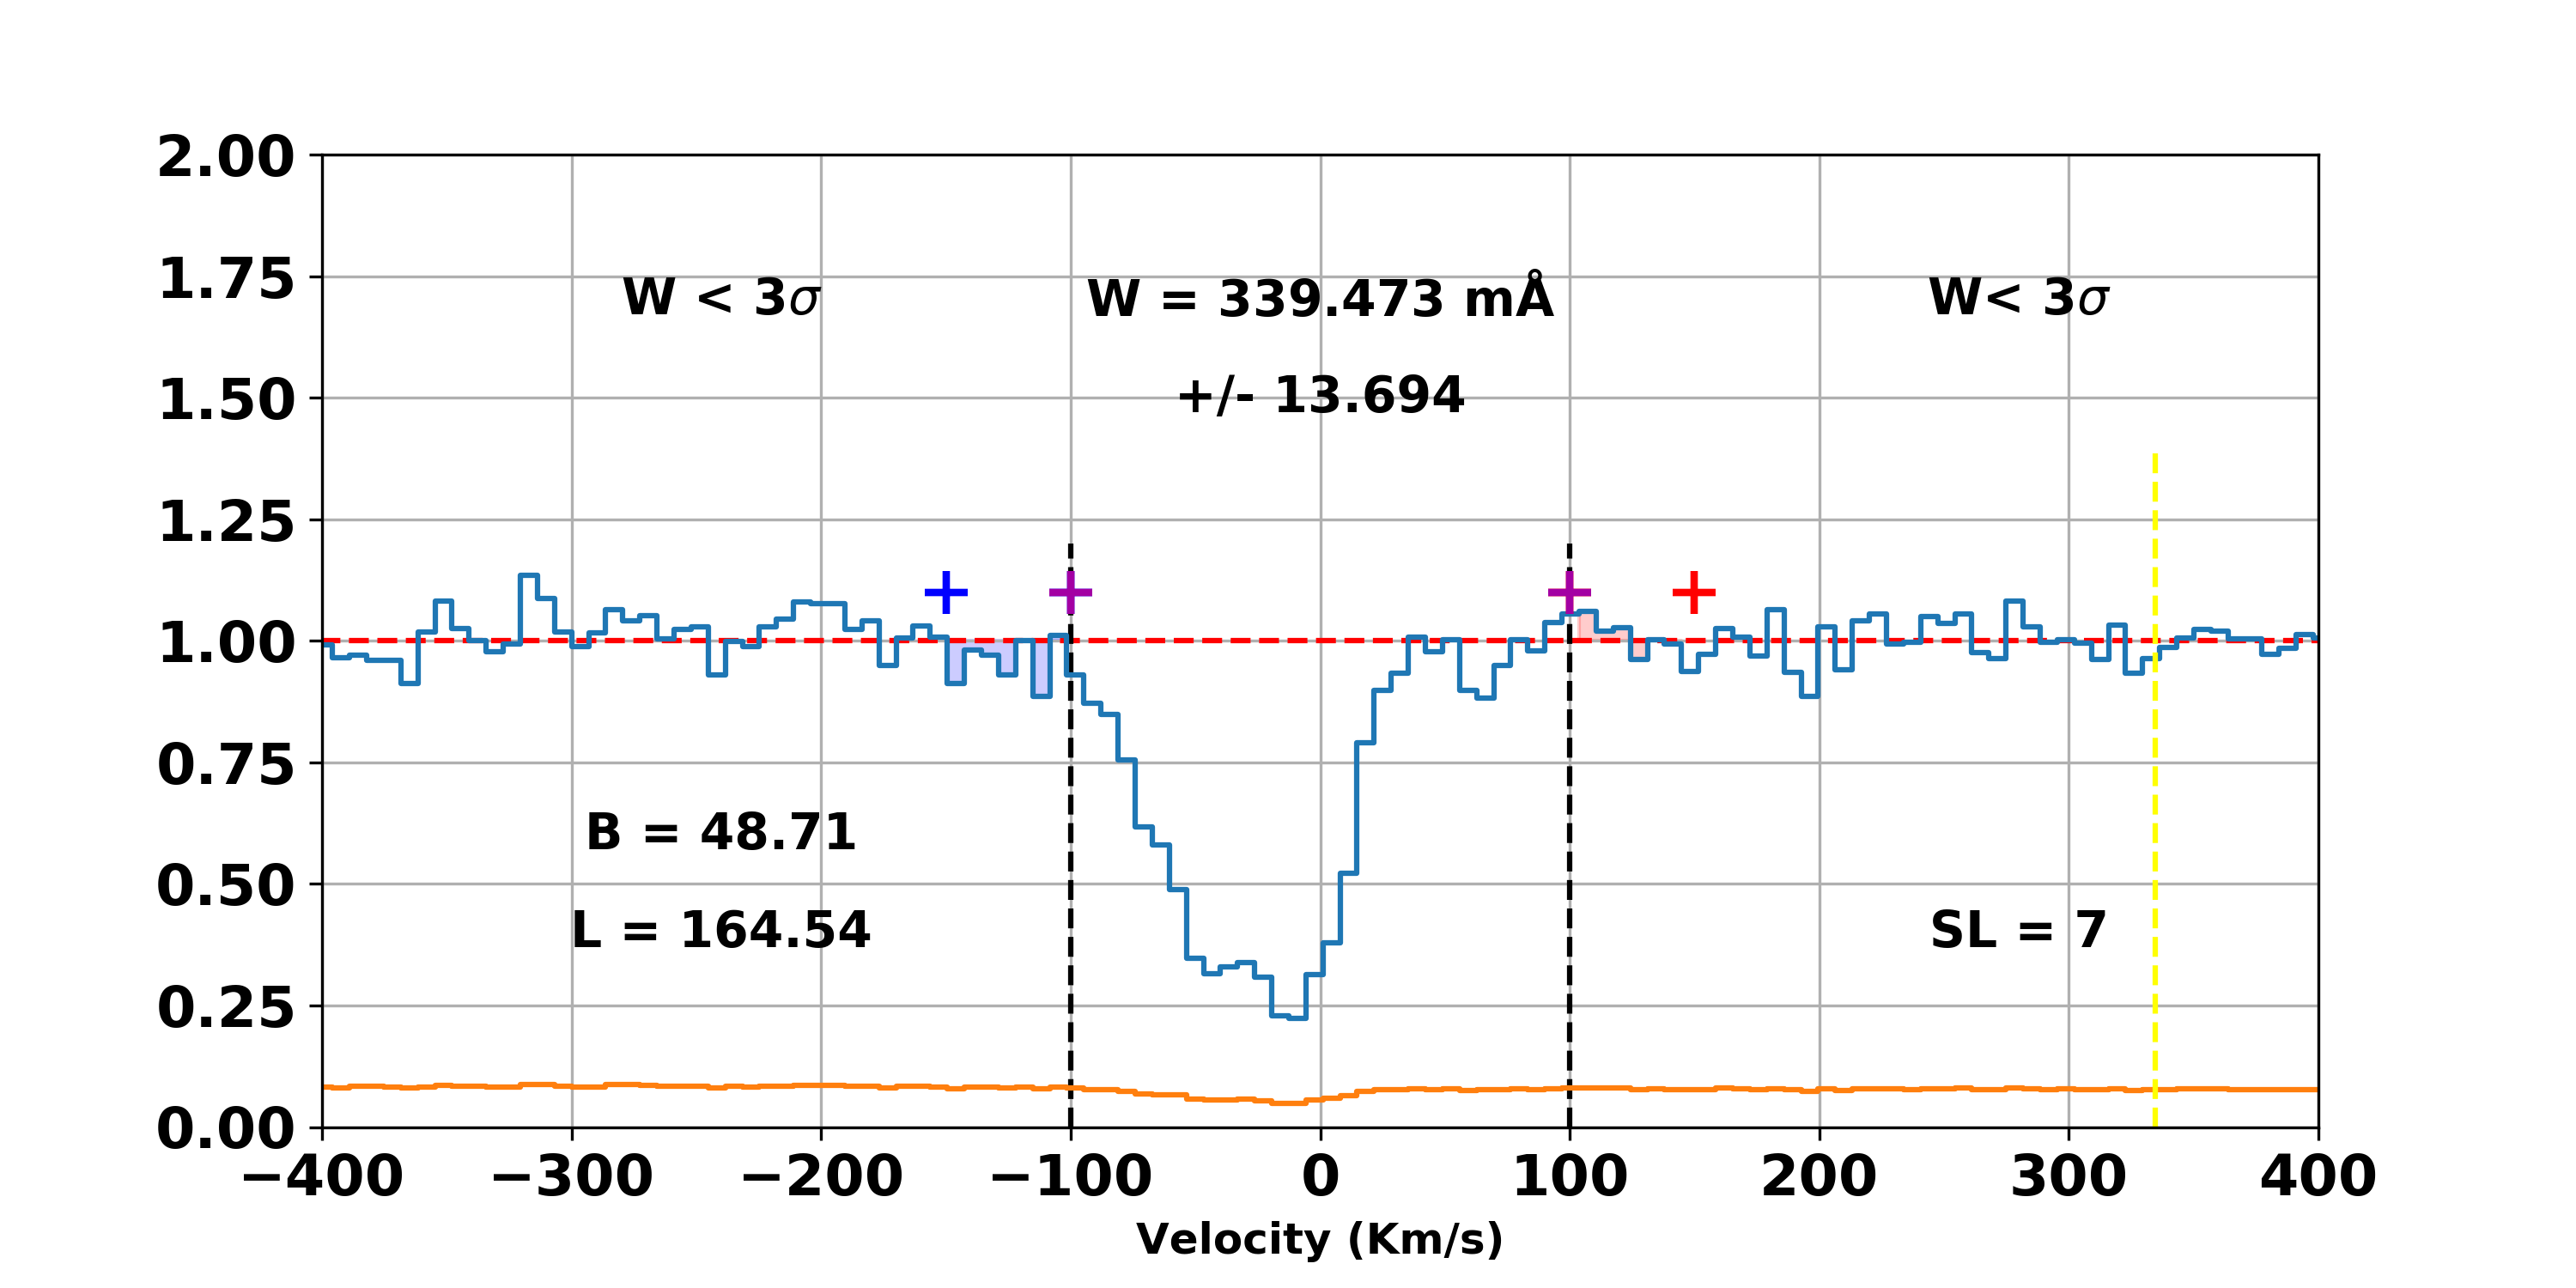 2.00
1.75
W < 3σ
W = 339.473 mÅ
W< 3σ
1.50
+/- 13.694
1.25
1.00
0.75
B = 48.71
0.50
L = 164.54
SL = 7
0.25
0.00
−400 −300 −200 −100 0 100 200 300 400
Velocity (Km/s)